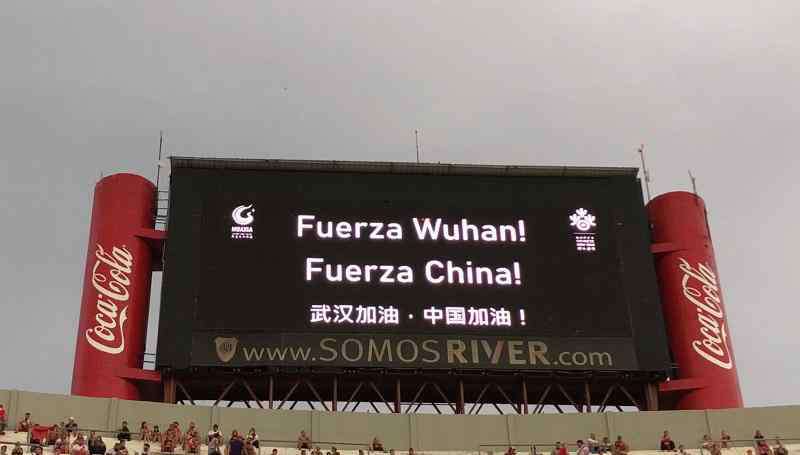 Coca-Cola
HUAXIA
Fuerza Wuhan!
Fuerza China!
武汉加油·中国加油！
www.SOMOSRIVER.com
Coca-Cola